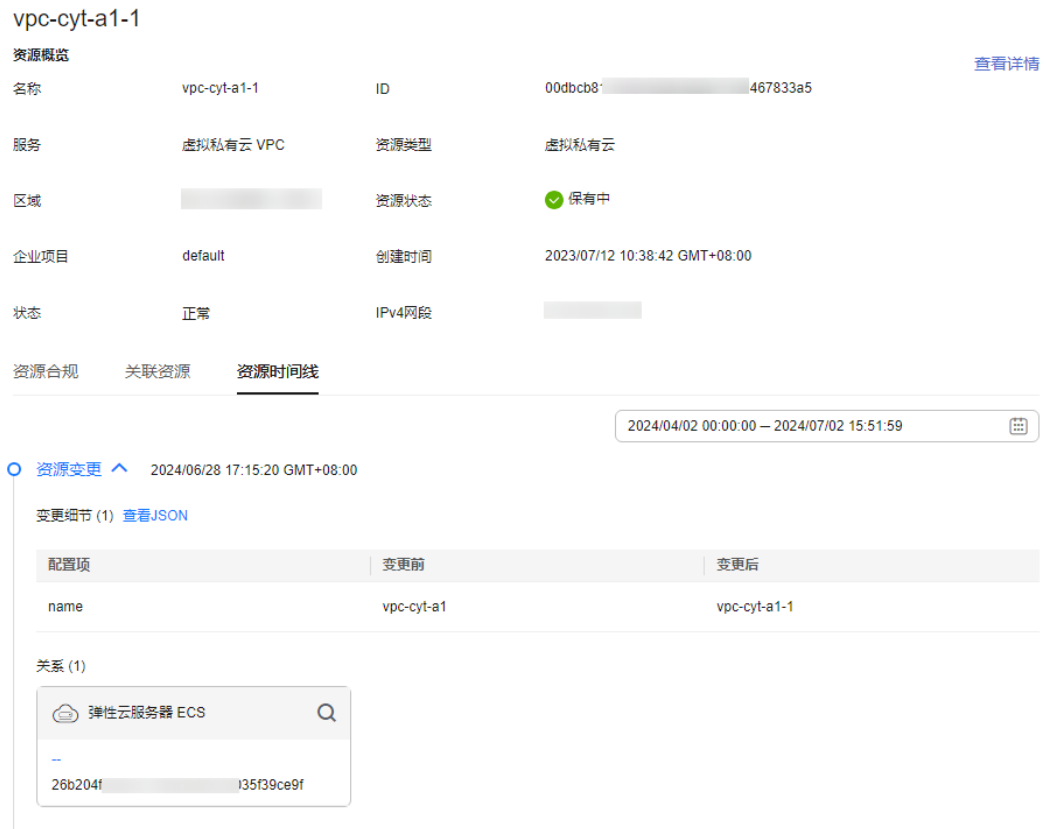 vpc-cyt-a1-1
资源概览
查看详情
名称 vpc-cyt-a1-1 ID 00dbcb8 467833a5
服务 虚拟私有云 VPC 资源类型 虚拟私有云
区域 资源状态 保有中
企业项目 default 创建时间 2023/07/12 10:38:42 GMT+08:00
状态 正常 IPv4网段
资源合规 关联资源 资源时间线
2024/04/02 00:00:00 — 2024/07/02 15:51:59
资源变更 2024/06/28 17:15:20 GMT+08:00
变更细节 (1) 查看JSON
配置项 变更前 变更后
name vpc-cyt-a1 vpc-cyt-a1-1
关系 (1)
弹性云服务器 ECS
--
26b204f 35f39ce9f